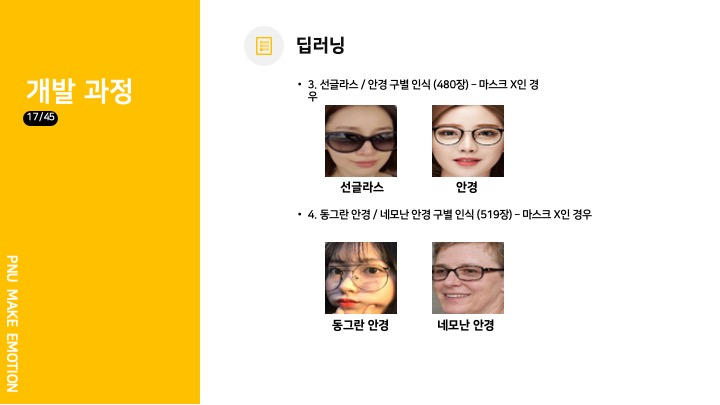 개발 과정
17/45
PNU MAKE EMOTION
딥러닝
• 3. 선글라스 / 안경 구별 인식 (480장) – 마스크 X인 경
우
선글라스
안경
• 4. 동그란 안경 / 네모난 안경 구별 인식 (519장) – 마스크 X인 경우
동그란 안경
네모난 안경